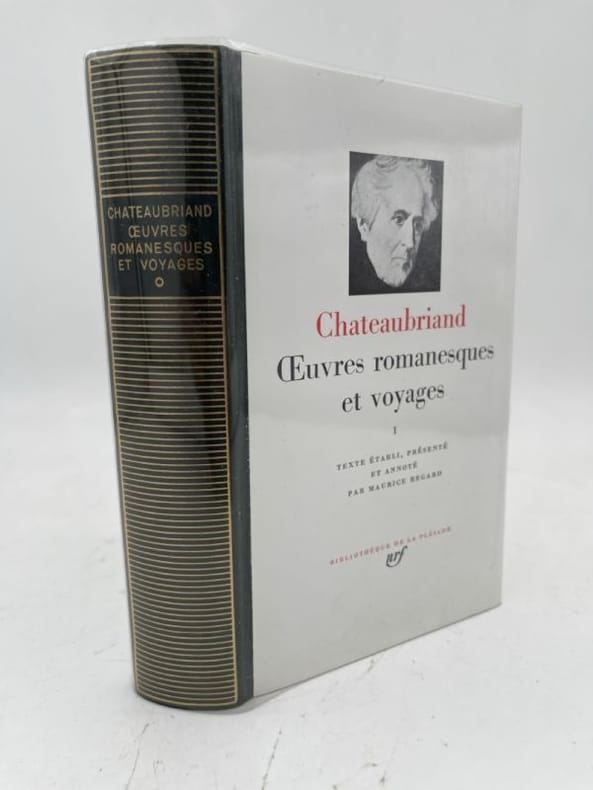 CHATEAUBRIAND
ŒUVRES
ROMANESQUES
ET VOYAGES
Chateaubriand
Œuvres romanesques
et voyages
I
TEXTE ÉTABLI, PRÉSENTÉ
ET ANNOTÉ
PAR MAURICE REGARD
BIBLIOTHÈQUE DE LA PLÉIADE
nrf